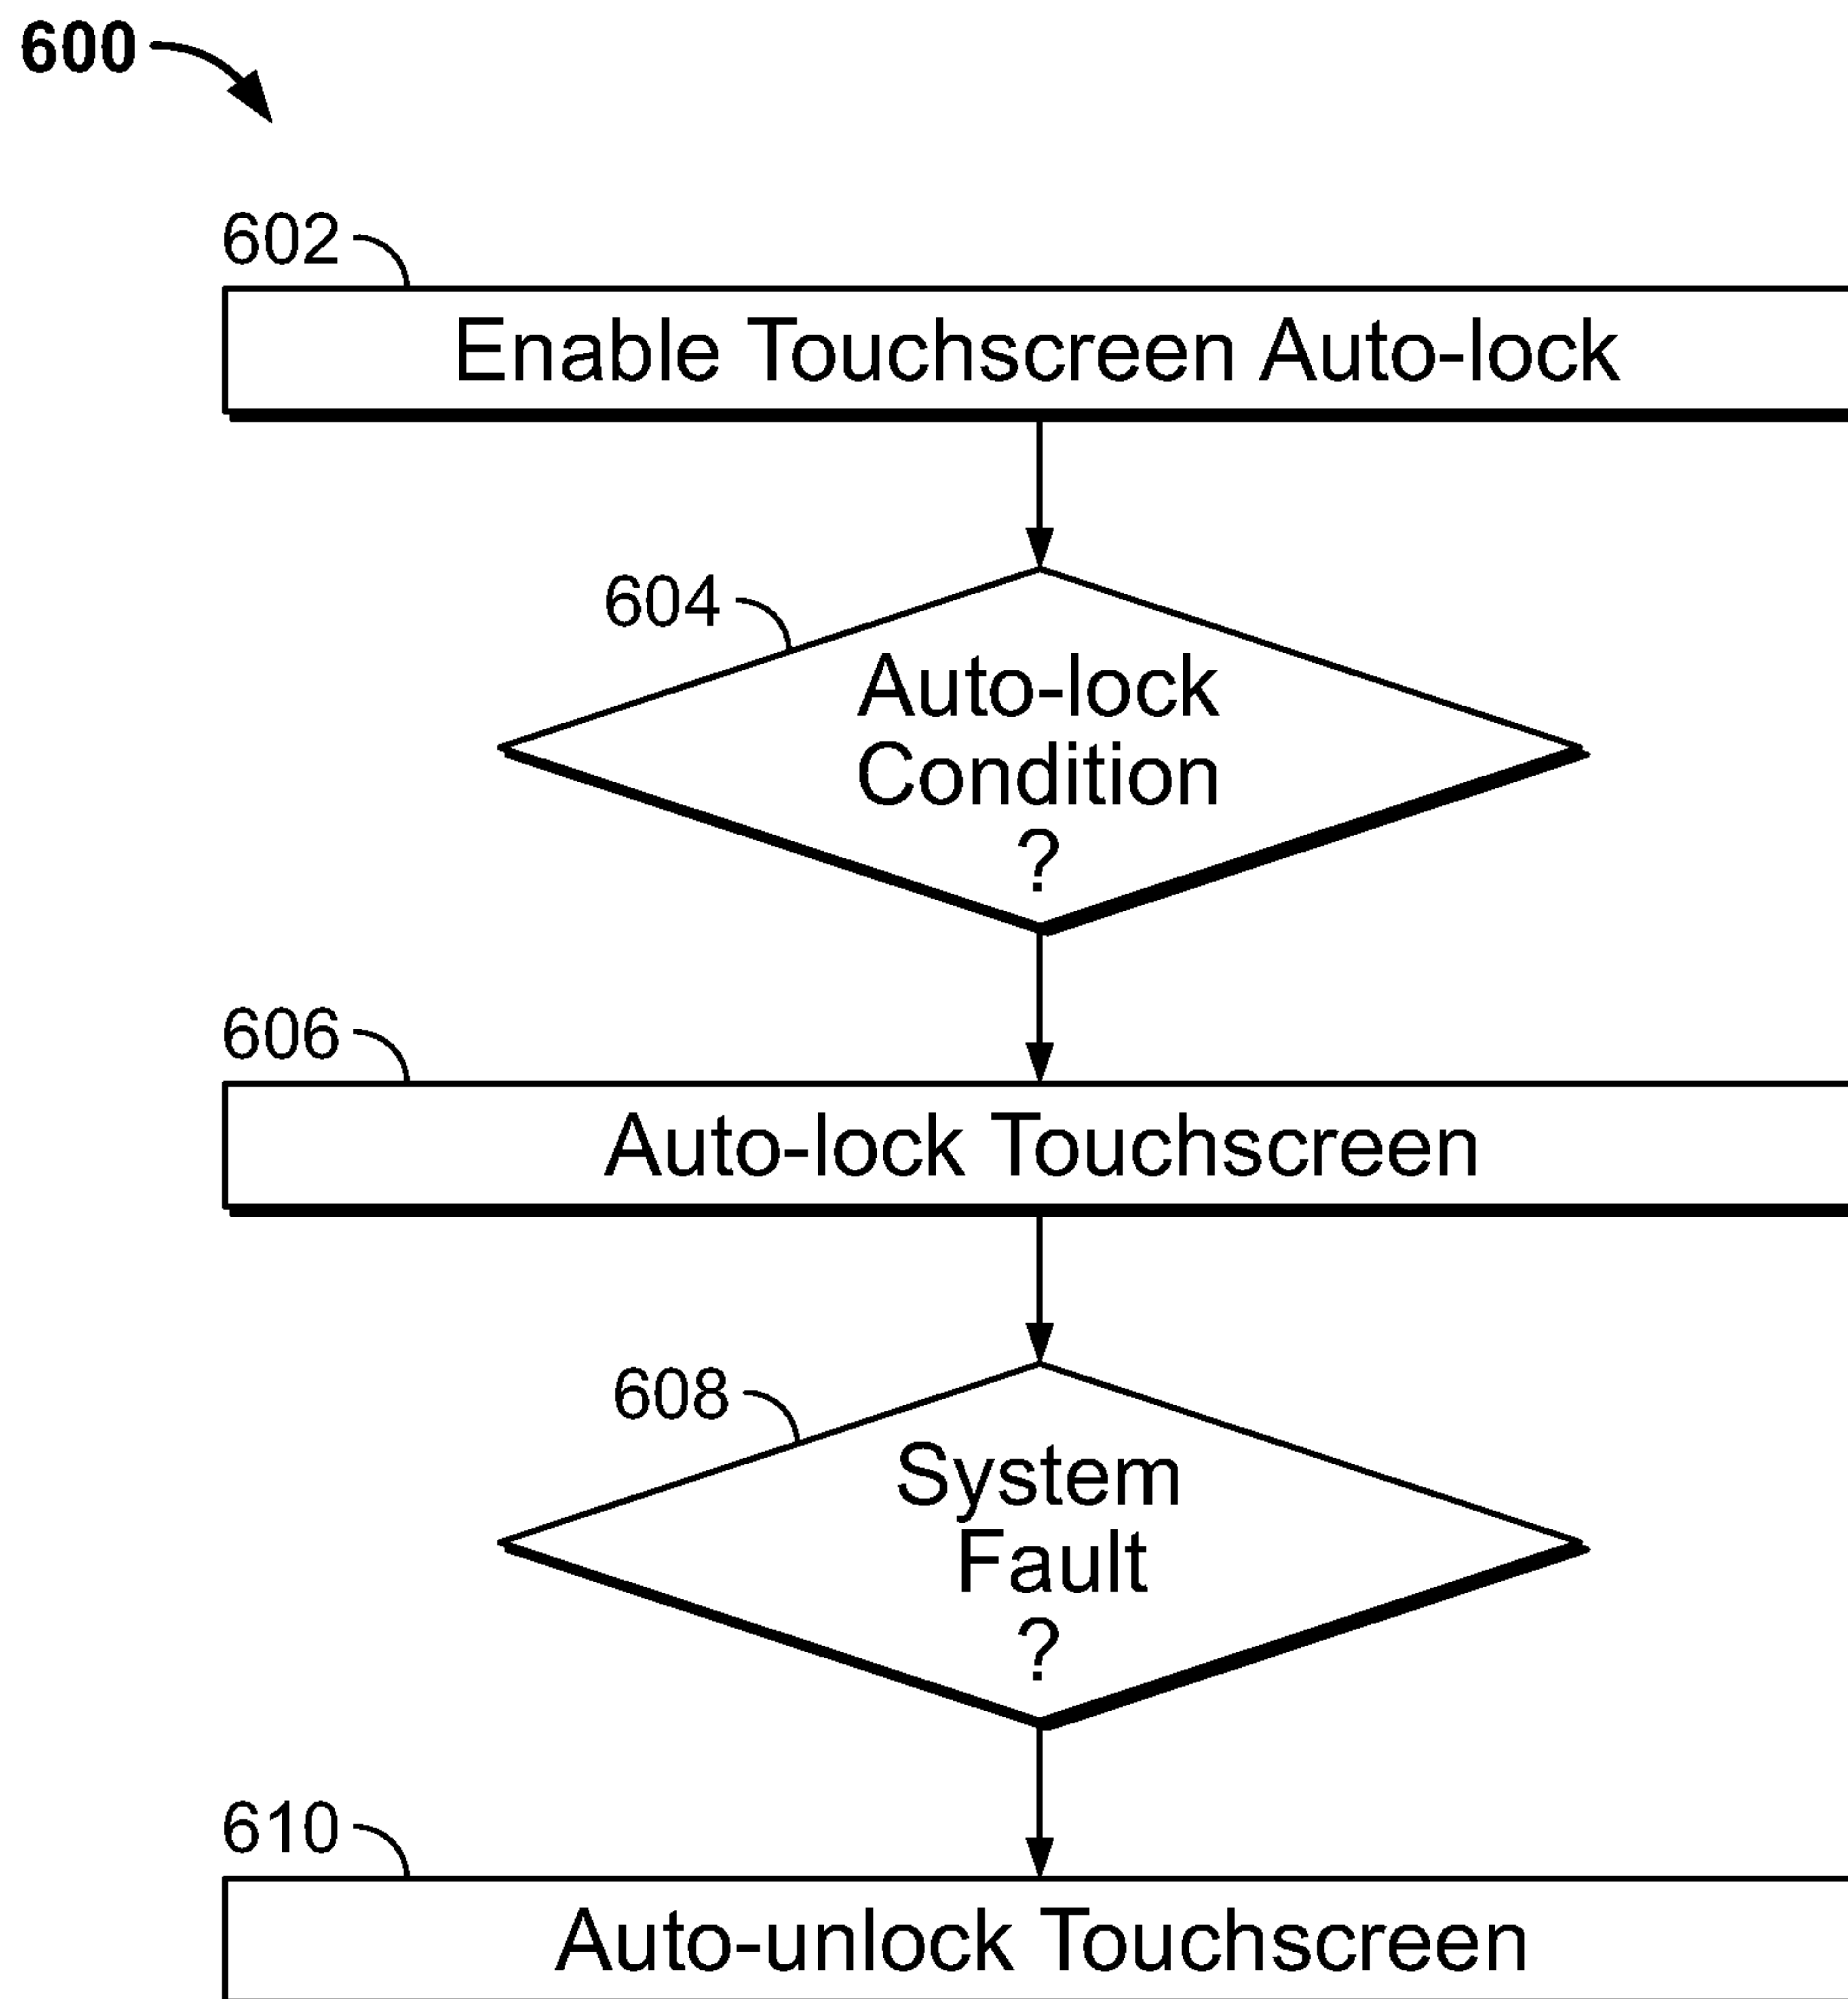 600
602
Enable Touchscreen Auto-lock
604
Auto-lock
Condition
?
606
Auto-lock Touchscreen
608
System
Fault
?
610
Auto-unlock Touchscreen